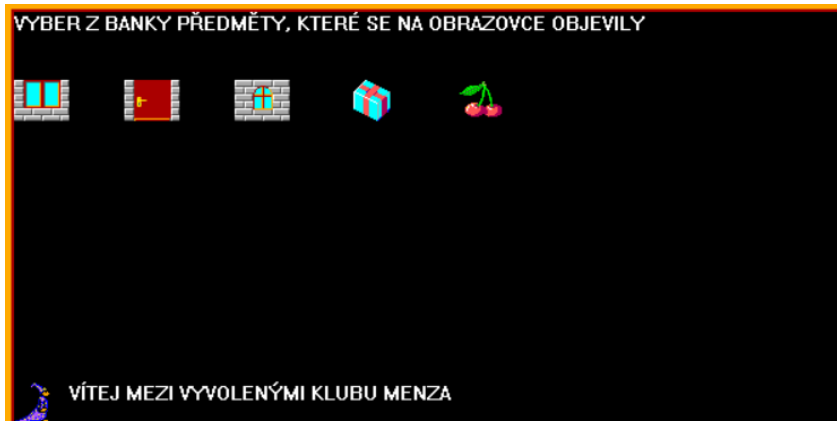 VYBER Z BANKY PŘEDMĚTY, KTERÉ SE NA OBRAZOVCE OBJEVILY
VÍTEJ MEZI VYVOLENÝMI KLUBU MENZA